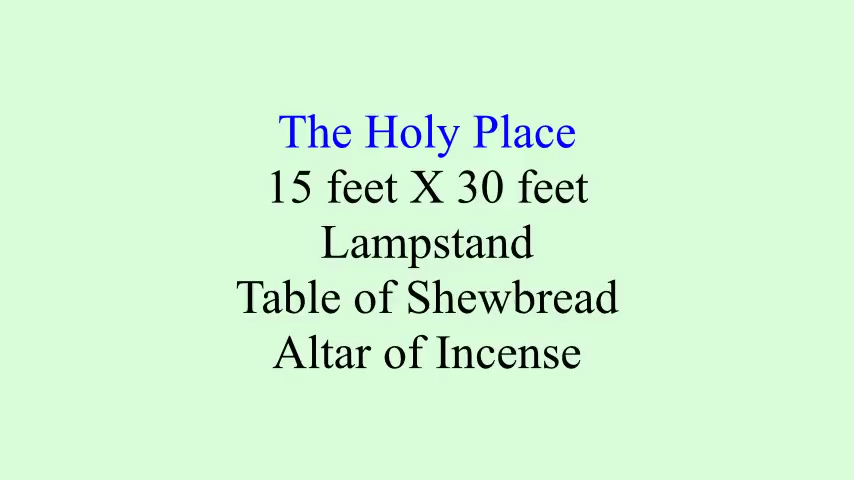 The Holy Place
15 feet X 30 feet
Lampstand
Table of Shewbread
Altar of Incense